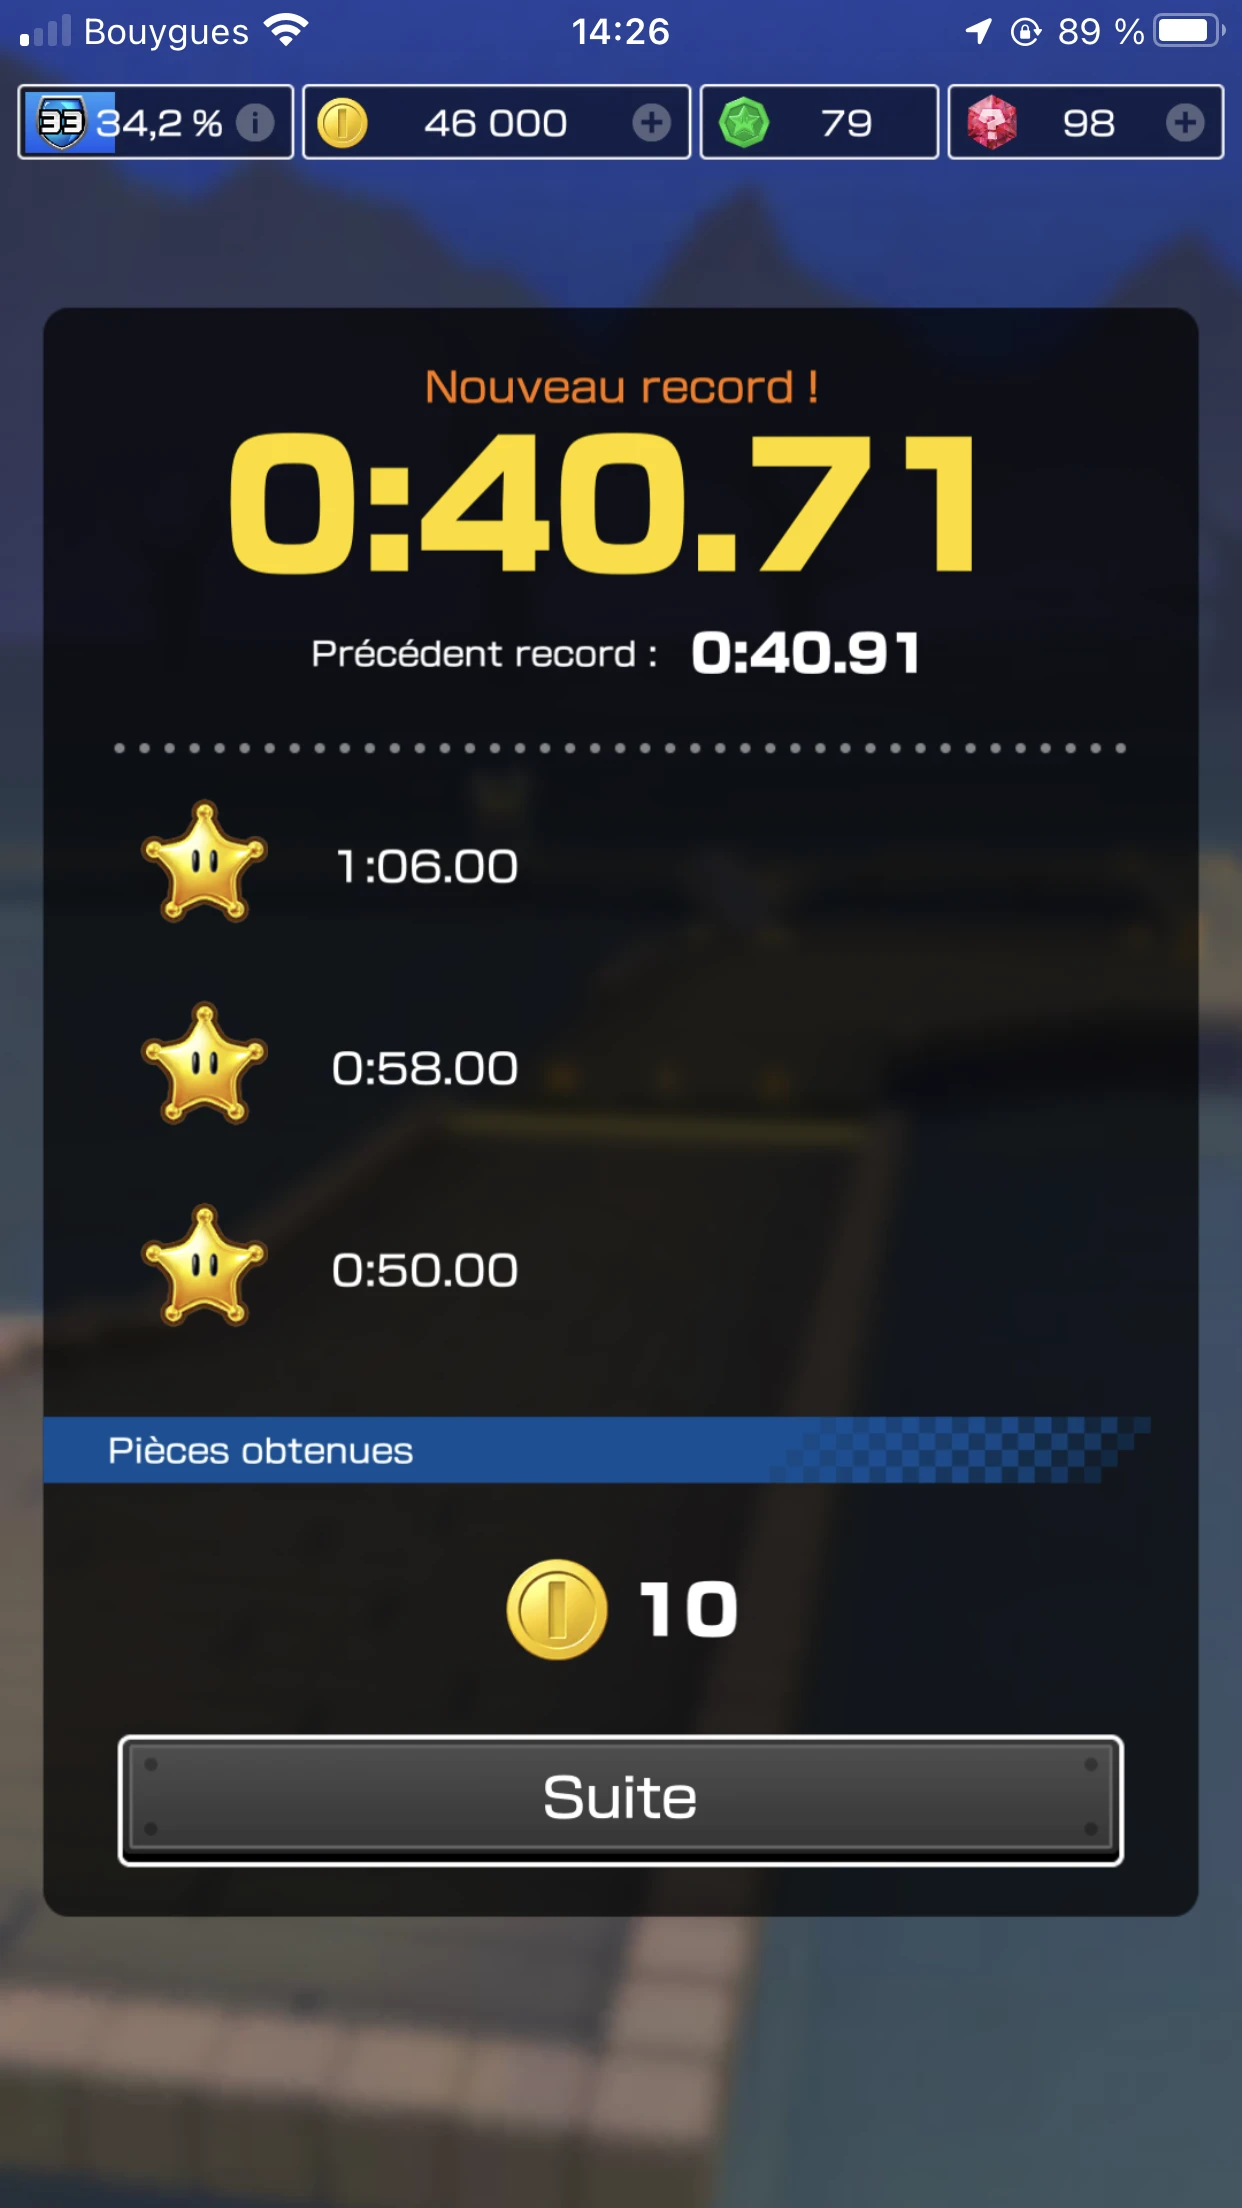 Bouygues 14:26 89 %
33 34,2 % 46 000 79 98
Nouveau record !
0:40.71
Précédent record : 0:40.91
1:06.00
0:58.00
0:50.00
Pièces obtenues
10
Suite